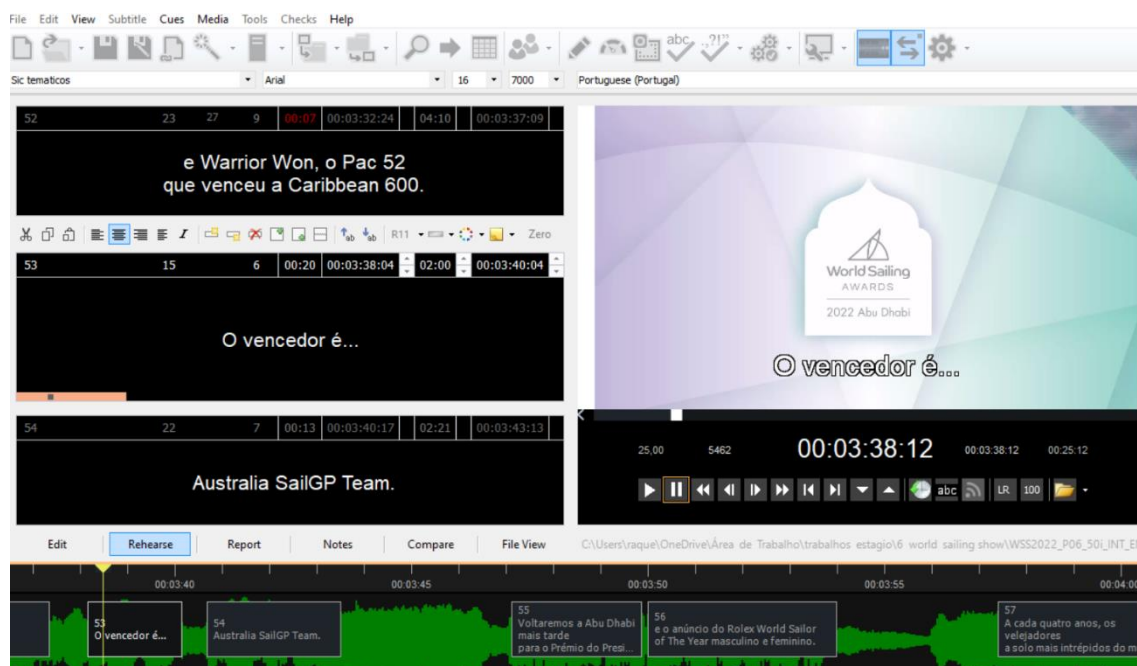 File Edit View Subtitle Cues Media Tools Checks Help
abc
.?!"
Sic tematicos Arial 16 7000 Portuguese (Portugal)
52 23 27 9 00:07 00:03:32:24 04:10 00:03:37:09
e Warrior Won, o Pac 52
que venceu a Caribbean 600.
I ab ab R11 Zero
53 15 6 00:20 00:03:38:04 02:00 00:03:40:04
O vencedor é...
54 22 7 00:13 00:03:40:17 02:21 00:03:43:13
Australia SailGP Team.
World Sailing
AWARDS
2022 Abu Dhabi
O vencedor é...
25,00 5462 00:03:38:12 00:03:38:12 00:25:12
abc LR 100
Edit Rehearse Report Notes Compare File View
C:\Users\raque\OneDrive\Área de Trabalho\trabalhos estagio\6 world sailing show\WSS2022_P06_50i_INT_E
00:03:40 00:03:45 00:03:50 00:03:55 00:04:00
53
O vencedor é...
54
Australia SailGP Team.
55
Voltaremos a Abu Dhabi
mais tarde
para o Prémio do Presi...
56
e o anúncio do Rolex World Sailor
of The Year masculino e feminino.
57
A cada quatro anos, os
velejadores
a solo mais intrépidos do m